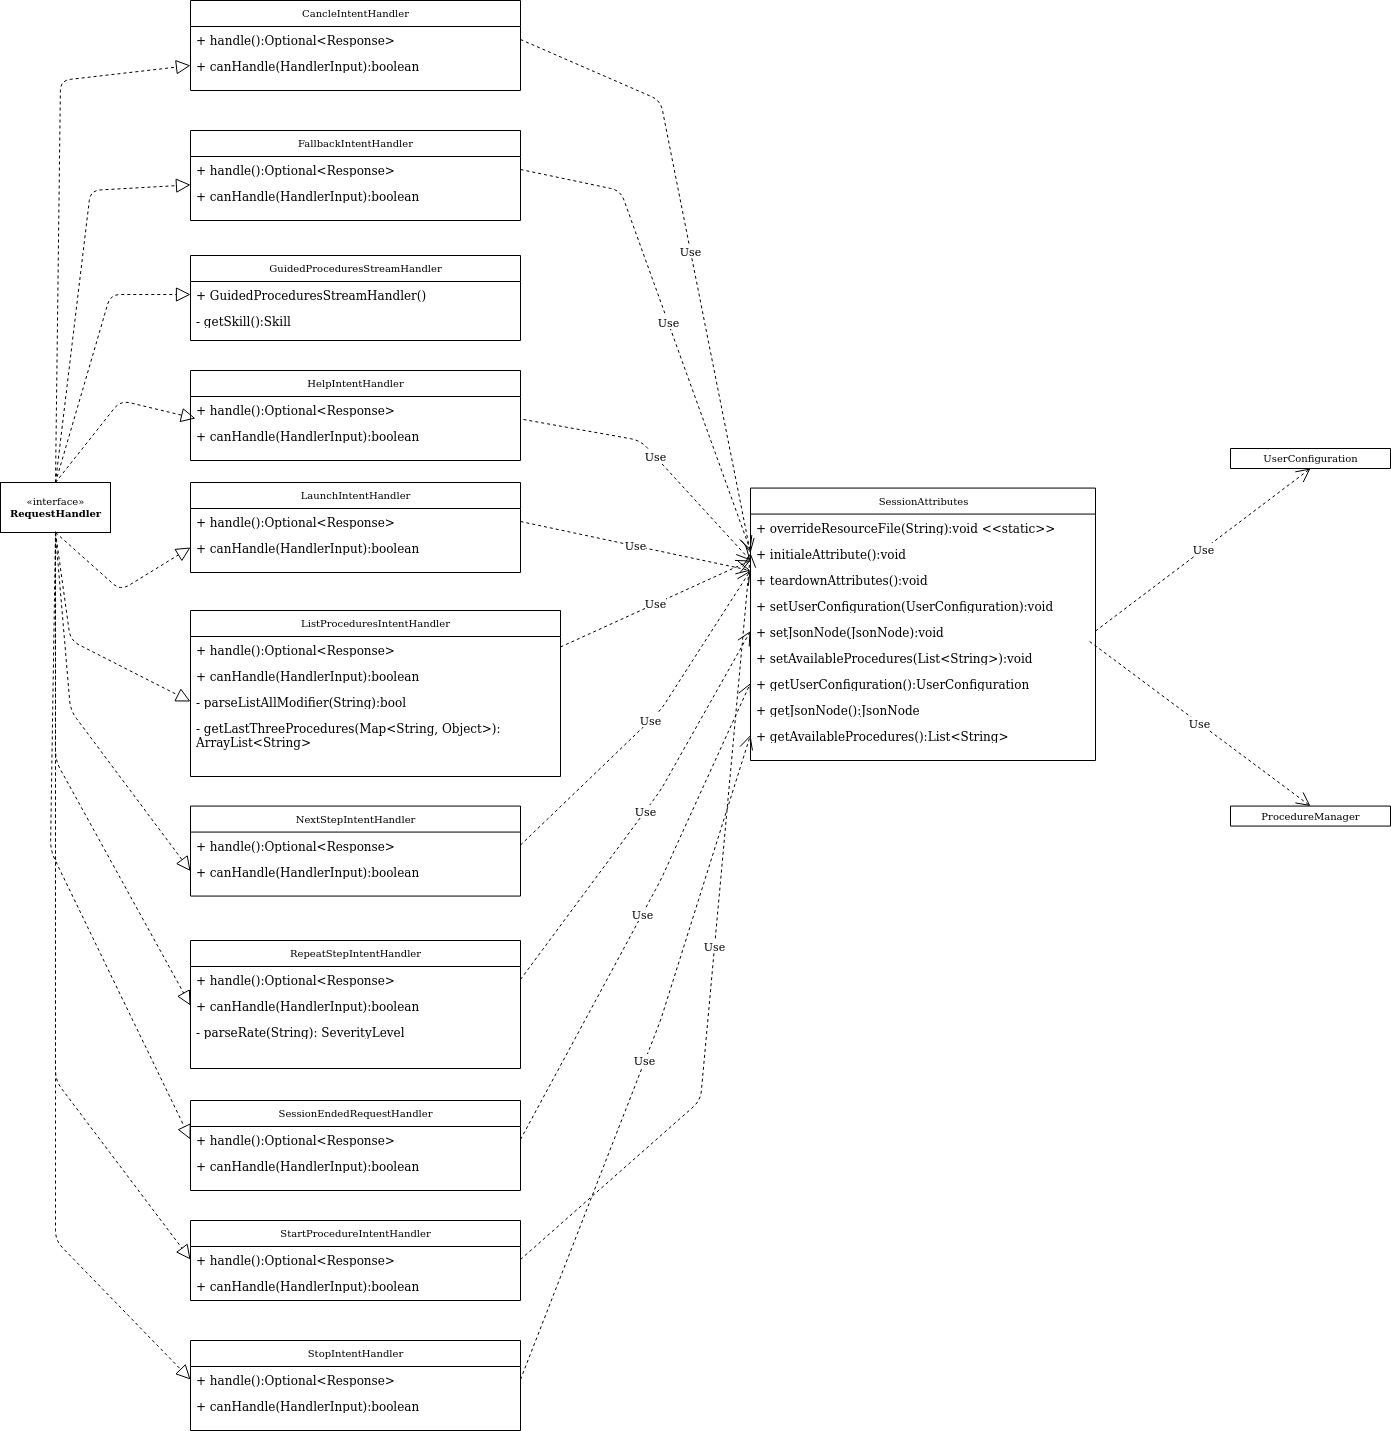 CancleIntentHandler
+ handle():Optional<Response>
+ canHandle(HandlerInput):boolean
FallbackIntentHandler
+ handle():Optional<Response>
+ canHandle(HandlerInput):boolean
Use
GuidedProceduresStreamHandler
+ GuidedProceduresStreamHandler()
- getSkill():Skill
Use
HelpIntentHandler
+ handle():Optional<Response>
+ canHandle(HandlerInput):boolean
Use
«interface»
RequestHandler
LaunchIntentHandler
+ handle():Optional<Response>
+ canHandle(HandlerInput):boolean
Use
ListProceduresIntentHandler
+ handle():Optional<Response>
+ canHandle(HandlerInput):boolean
- parseListAllModifier(String):bool
- getLastThreeProcedures(Map<String, Object>):
ArrayList<String>
Use
SessionAttributes
+ overrideResourceFile(String):void <<static>>
+ initialeAttribute():void
+ teardownAttributes():void
+ setUserConfiguration(UserConfiguration):void
+ setJsonNode(JsonNode):void
+ setAvailableProcedures(List<String>):void
+ getUserConfiguration():UserConfiguration
+ getJsonNode():JsonNode
+ getAvailableProcedures():List<String>
UserConfiguration
Use
Use
ProcedureManager
Use
NextStepIntentHandler
+ handle():Optional<Response>
+ canHandle(HandlerInput):boolean
Use
Use
RepeatStepIntentHandler
+ handle():Optional<Response>
+ canHandle(HandlerInput):boolean
- parseRate(String): SeverityLevel
Use
Use
SessionEndedRequestHandler
+ handle():Optional<Response>
+ canHandle(HandlerInput):boolean
StartProcedureIntentHandler
+ handle():Optional<Response>
+ canHandle(HandlerInput):boolean
StopIntentHandler
+ handle():Optional<Response>
+ canHandle(HandlerInput):boolean